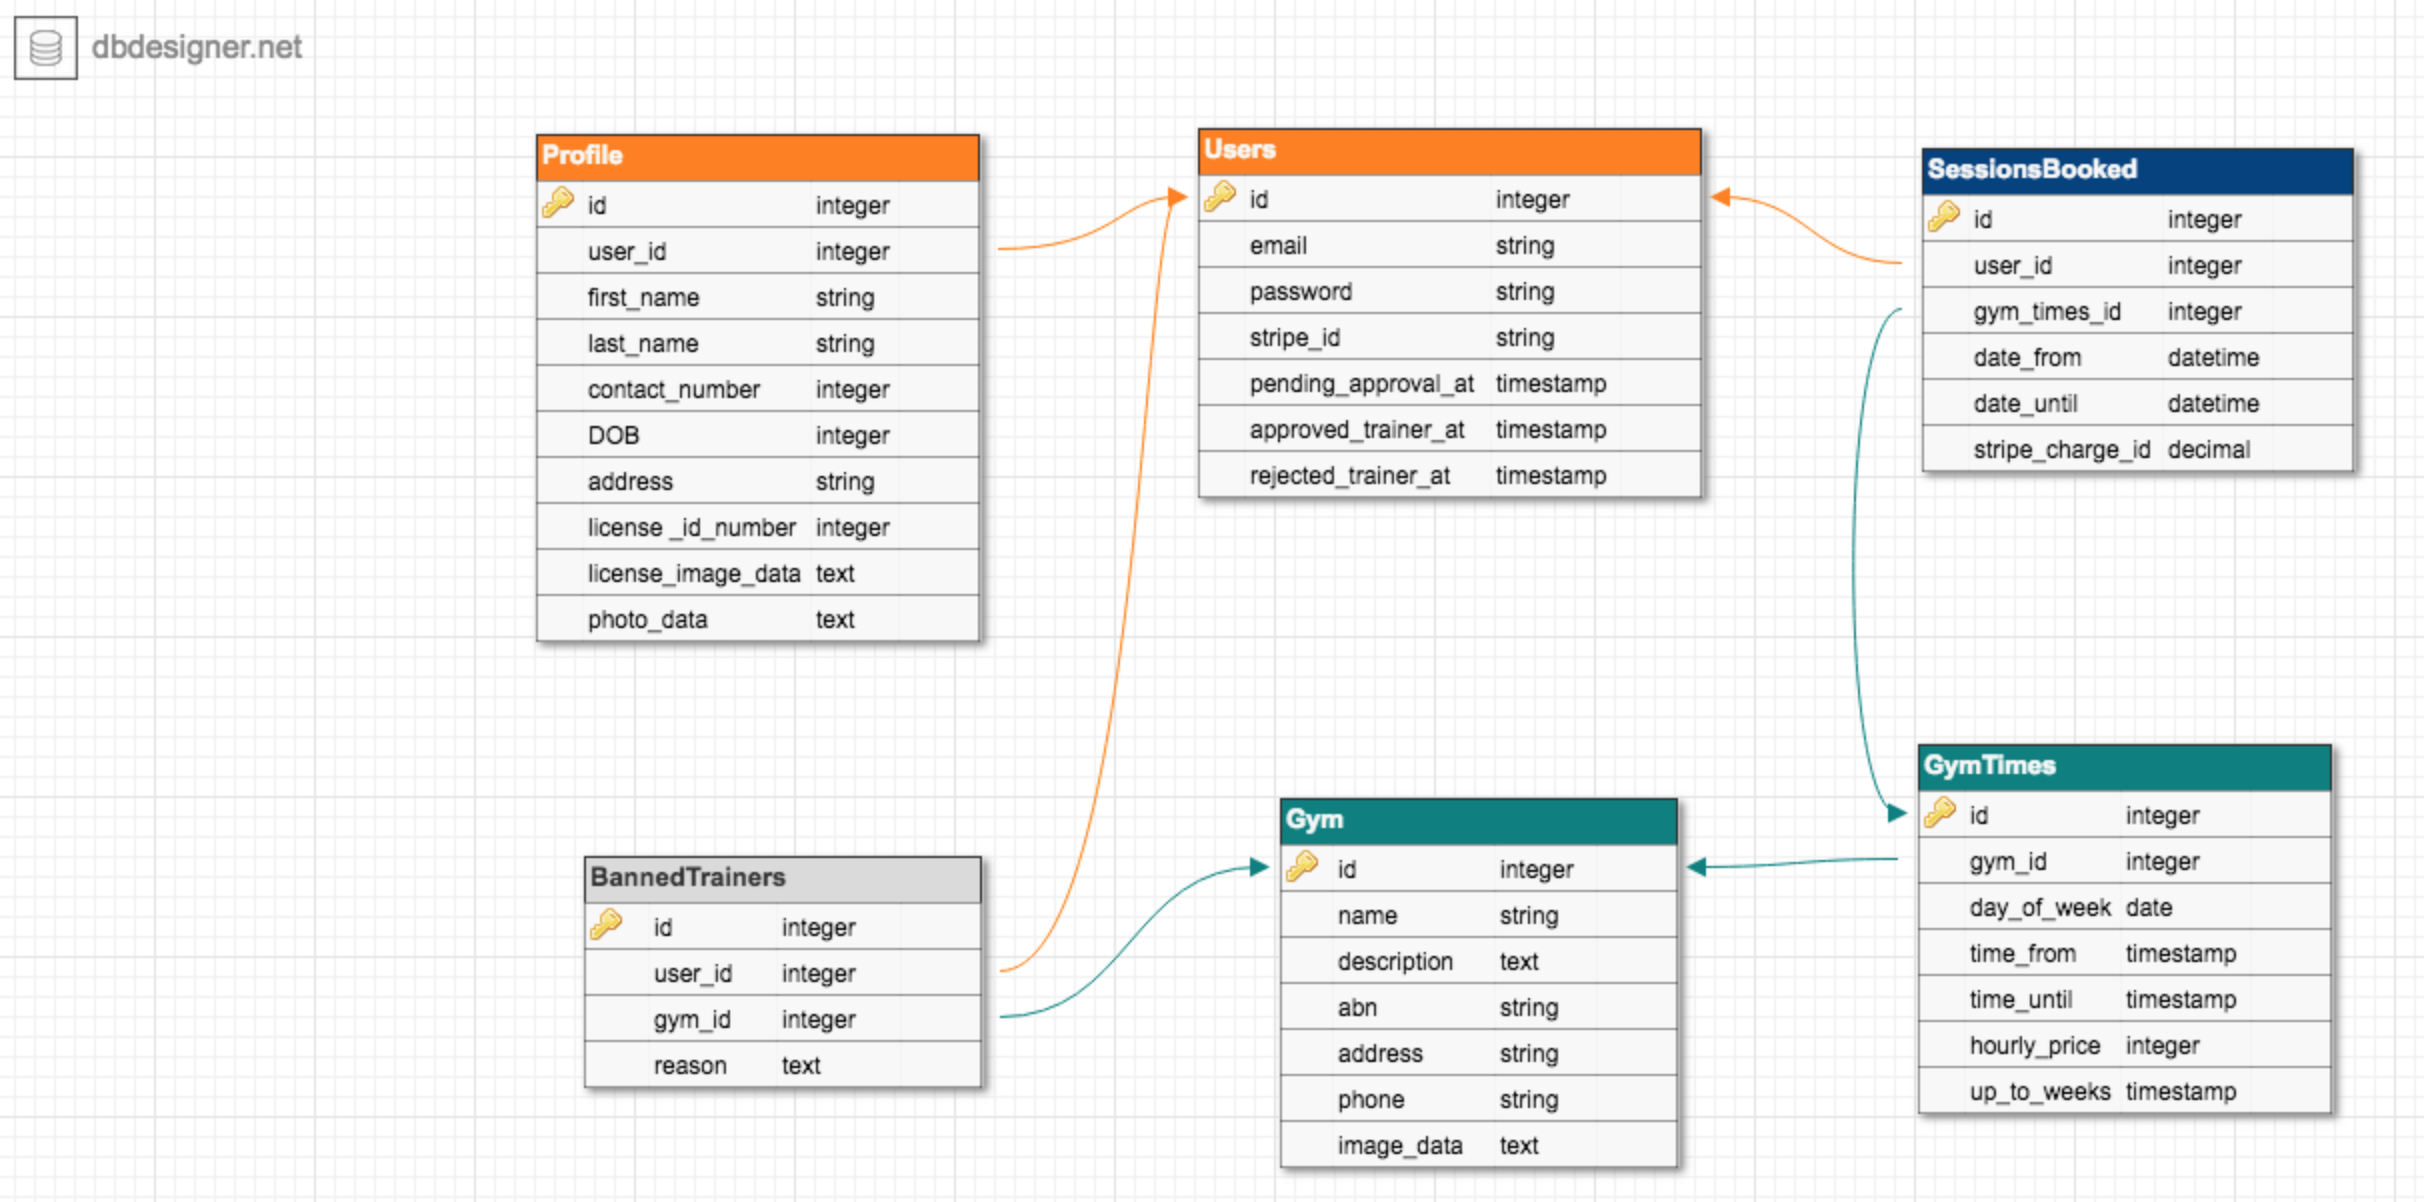 dbdesigner.net
Profile
id integer
user_id integer
first_name string
last_name string
contact_number integer
DOB integer
address string
license _id_number integer
license_image_data text
photo_data text
Users
id integer
email string
password string
stripe_id string
pending_approval_at timestamp
approved_trainer_at timestamp
rejected_trainer_at timestamp
SessionsBooked
id integer
user_id integer
gym_times_id integer
date_from datetime
date_until datetime
stripe_charge_id decimal
BannedTrainers
id integer
user_id integer
gym_id integer
reason text
Gym
id integer
name string
description text
abn string
address string
phone string
image_data text
GymTimes
id integer
gym_id integer
day_of_week date
time_from timestamp
time_until timestamp
hourly_price integer
up_to_weeks timestamp